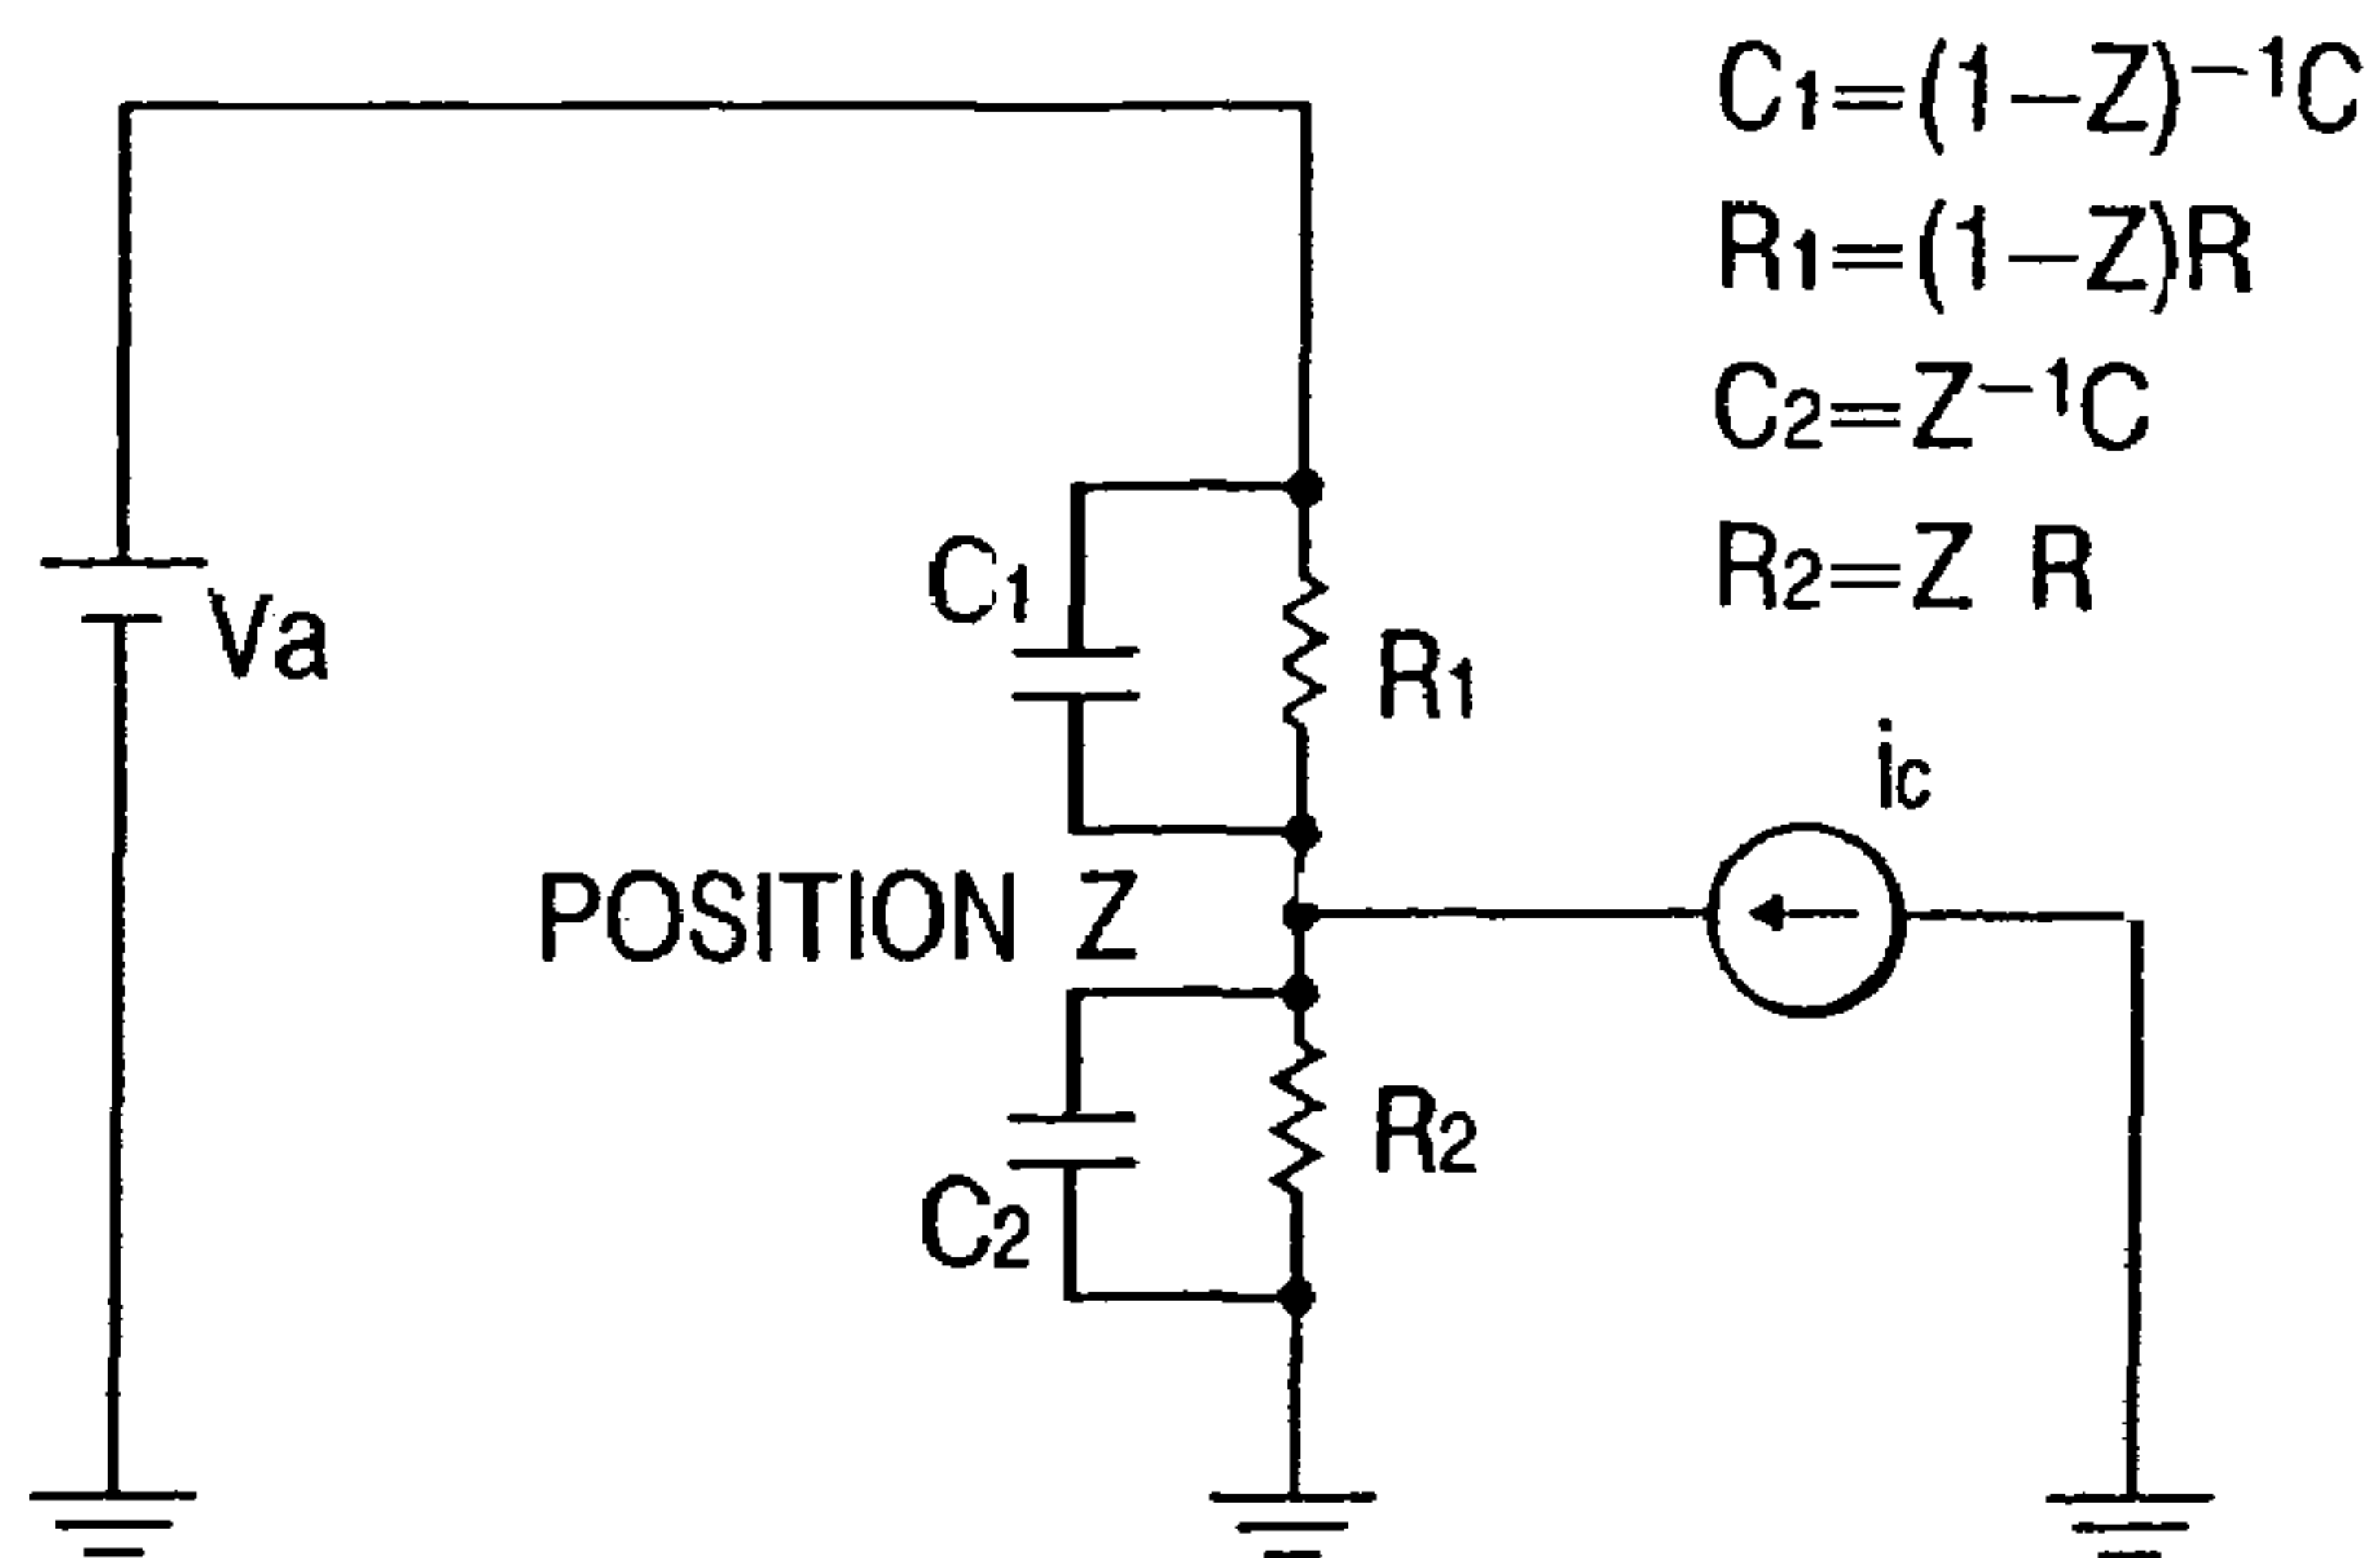 C1=(1-Z)⁻¹C
R1=(1-Z)R
C2=Z⁻¹C
R2=Z R
Va
C1
R1
ic
POSITION Z
R2
C2